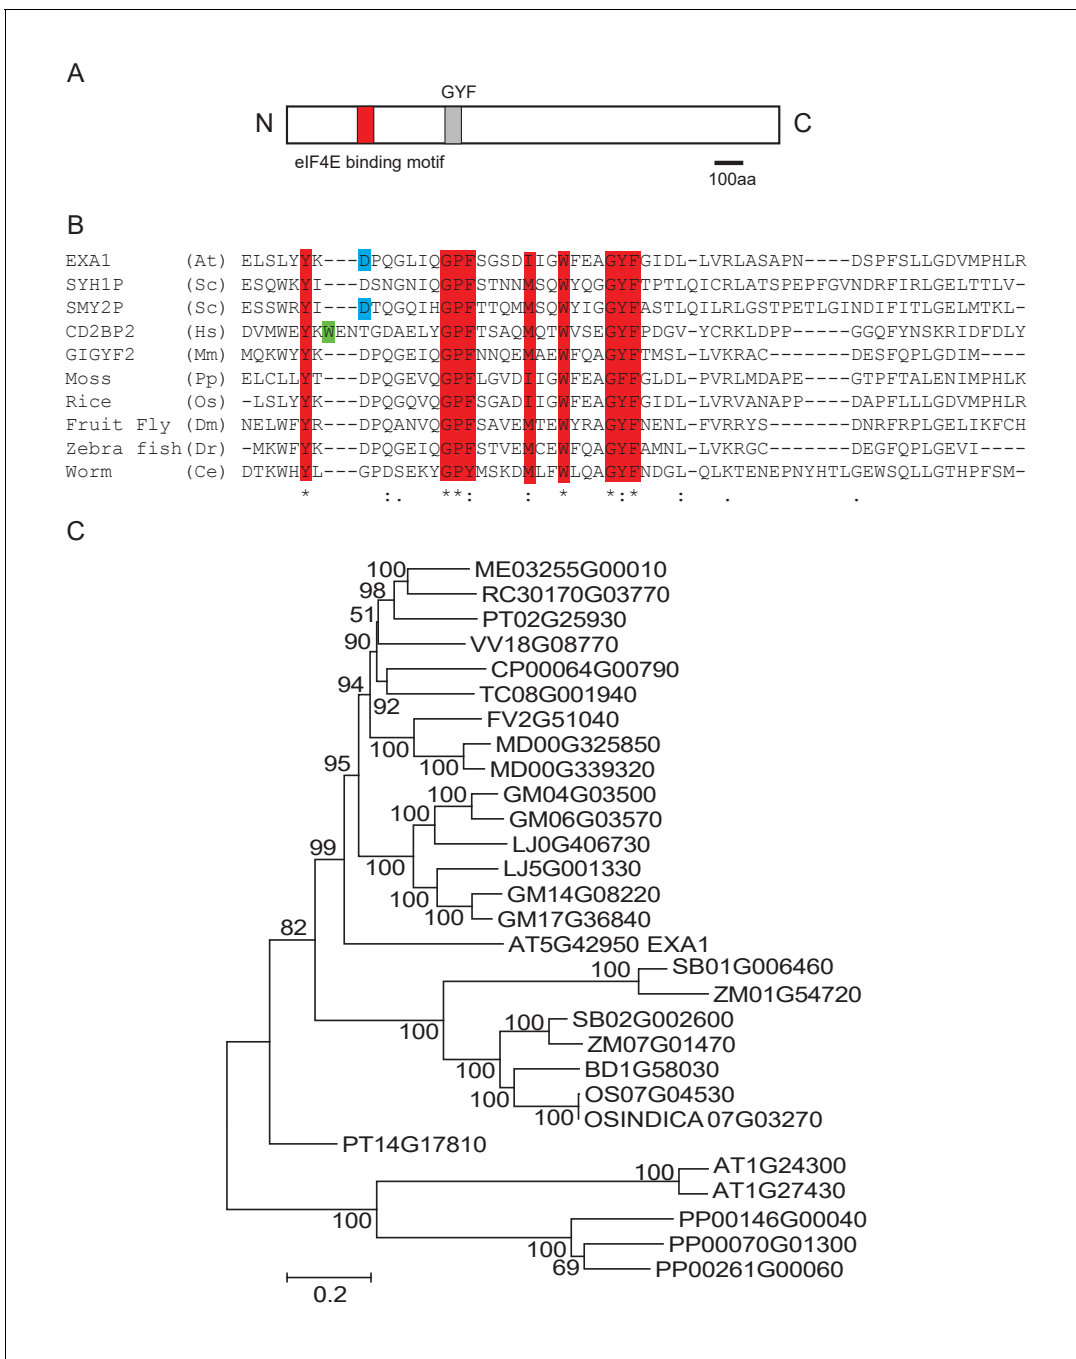 A
GYF
N
C
eIF4E binding motif
100aa
B
EXA1 (At) ELSLYYYK---DPQGLIQGPFSGSDIIGWFEAGYFGIDL-LVRLASAPN----DSPFSLLGDVMPHLR
SYH1P (Sc) ESQWKYI---DSNGNIQGPFSTNNMSQWYQGGYFTPTLQICRLATSPEPFGVNDRFIRLGELTTLV-
SMY2P (Sc) ESSWRYI---DTQGQIHGPFTTQMMSQWYIGGYFASTLQILRLGSTPETLGINDIFITLGELMTKL-
CD2BP2 (Hs) DVMWEYKWENTGDAELYGPFTSAQMQTWVSEGYFPDGV-YCRKLDPP----GGQFYNSKRIDFDLY
GIGYF2 (Mm) MQKWYYK---DPQGEIQGPFNNQEMAEWFQAGYFTMSL-LVKRAC------DESFQPLGDIM----
Moss (Pp) ELCLLYT---DPQGEVQGPFLGVDIIGWFEAGFFGLDL-PVRLMDAPE----GTPFTALENIMPHLK
Rice (Os) -LSLYYK---DPQGQVQGPFSGADIIGWFEAGYFGIDL-LVRVANAPP----DAPFLLLGDVMPHLR
Fruit Fly (Dm) NELWFYR---DPQANVQGPFSAVEMTEWYRAGYFNENL-FVRRYS------DNRFRPLGELIKFCH
Zebra fish(Dr) -MKWFYK---DPQGEIQGPFSTVEMCEWFQAGYFAMNL-LVKRGC------DEGFQPLGEVI----
Worm (Ce) DTKWHYL---GPDSEKYGPYMSKDMLFWLQAGYFNDGL-QLKTENEPNYHTLGEWSQLLGTHPFSM-
* :. **: : * *:* : . .
C
100 ME03255G00010
98 RC30170G03770
51 PT02G25930
90 VV18G08770
CP00064G00790
94 TC08G001940
92
FV2G51040
100 MD00G325850
95 100 MD00G339320
100 GM04G03500
100 GM06G03570
LJ0G406730
99 100 LJ5G001330
100 GM14G08220
100 GM17G36840
82
AT5G42950 EXA1
100 SB01G006460
ZM01G54720
100 100 SB02G002600
ZM07G01470
100 BD1G58030
100 OS07G04530
100 OSINDICA 07G03270
PT14G17810
100 AT1G24300
AT1G27430
100 PP00146G00040
100 PP00070G01300
69 PP00261G00060
0.2